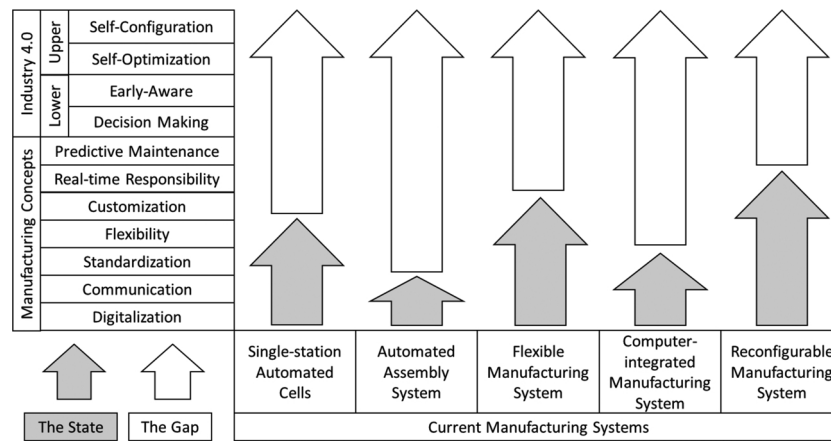 Industry 4.0
Upper
Self-Configuration
Self-Optimization
Lower
Early-Aware
Decision Making
Manufacturing Concepts
Predictive Maintenance
Real-time Responsibility
Customization
Flexibility
Standardization
Communication
Digitalization
Single-station
Automated
Cells
Automated
Assembly
System
Flexible
Manufacturing
System
Computer-
integrated
Manufacturing
System
Reconfigurable
Manufacturing
System
The State
The Gap
Current Manufacturing Systems